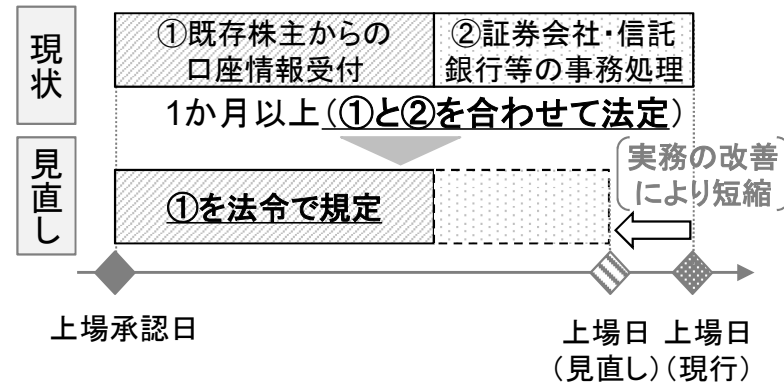 現状
①既存株主からの
口座情報受付
②証券会社・信託
銀行等の事務処理
1か月以上(①と②を合わせて法定)
見直し
①を法令で規定
実務の改善
により短縮
上場承認日
上場日
(見直し)
上場日
(現行)